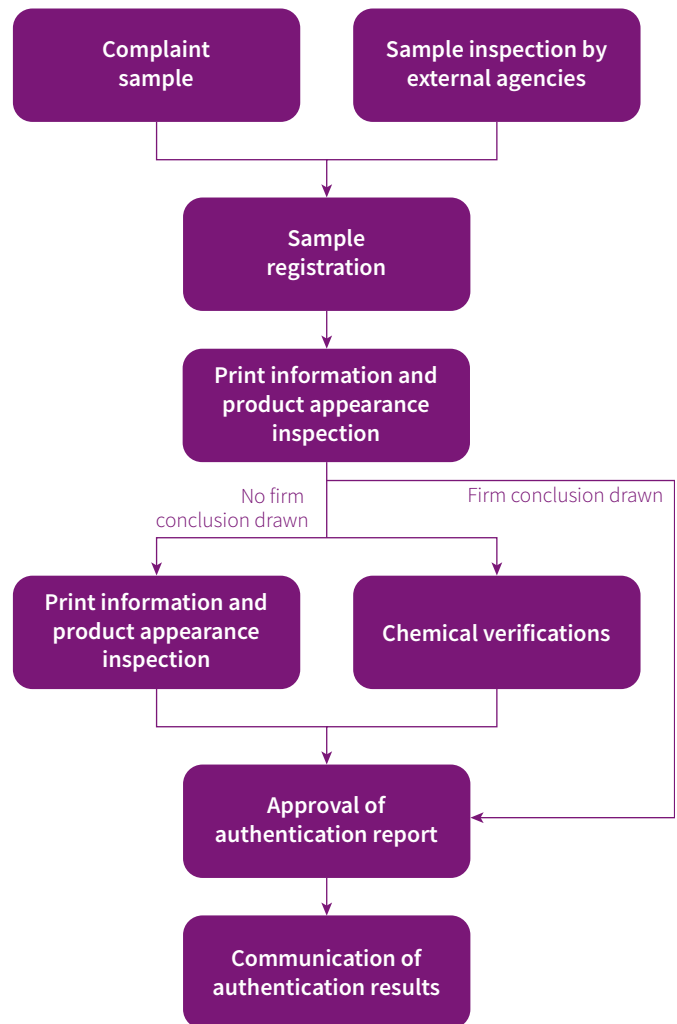 Complaint
sample
Sample inspection by
external agencies
Sample
registration
Print information and
product appearance
inspection
No firm
conclusion drawn
Firm conclusion drawn
Print information and
product appearance
inspection
Chemical verifications
Approval of
authentication report
Communication of
authentication results